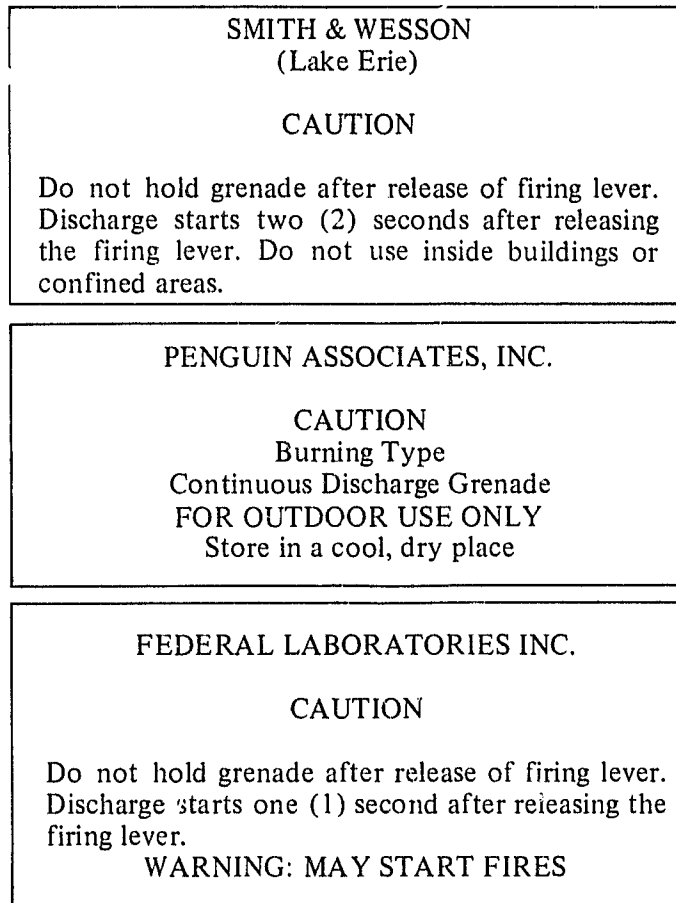 SMITH & WESSON
(Lake Erie)
CAUTION
Do not hold grenade after release of firing lever.
Discharge starts two (2) seconds after releasing
the firing lever. Do not use inside buildings or
confined areas.
PENGUIN ASSOCIATES, INC.
CAUTION
Burning Type
Continuous Discharge Grenade
FOR OUTDOOR USE ONLY
Store in a cool, dry place
FEDERAL LABORATORIES INC.
CAUTION
Do not hold grenade after release of firing lever.
Discharge starts one (1) second after releasing the
firing lever.
WARNING: MAY START FIRES